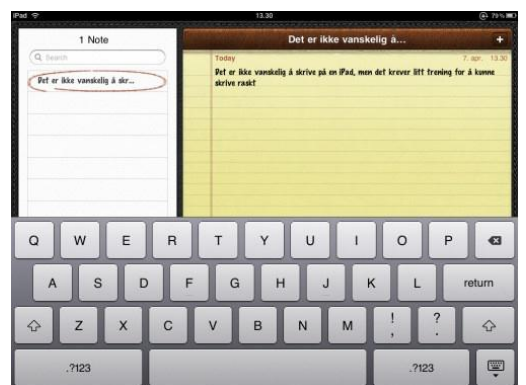 iPad 13.30 79%
1 Note
Det er ikke vanskelig å...
+
Search
Today 7. apr. 13.30
Det er ikke vanskelig å skr...
Det er ikke vanskelig å skrive på en iPad, men det krever litt trening for å kunne
skrive raskt
Q W E R T Y U I O P
A S D F G H J K L return
Z X C V B N M ! , ? .
.?123 .?123